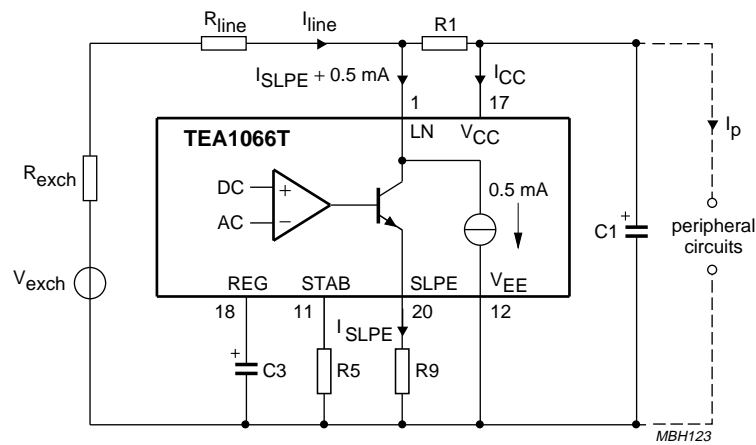 Rline
Iline
R1
ISLPE + 0.5 mA
ICC
1
17
LN
VCC
Ip
TEA1066T
Rexch
DC
+
AC
−
0.5 mA
C1
+
peripheral
circuits
Vexch
REG
STAB
SLPE
VEE
18
11
20
12
ISLPE
+
C3
R5
R9
MBH123